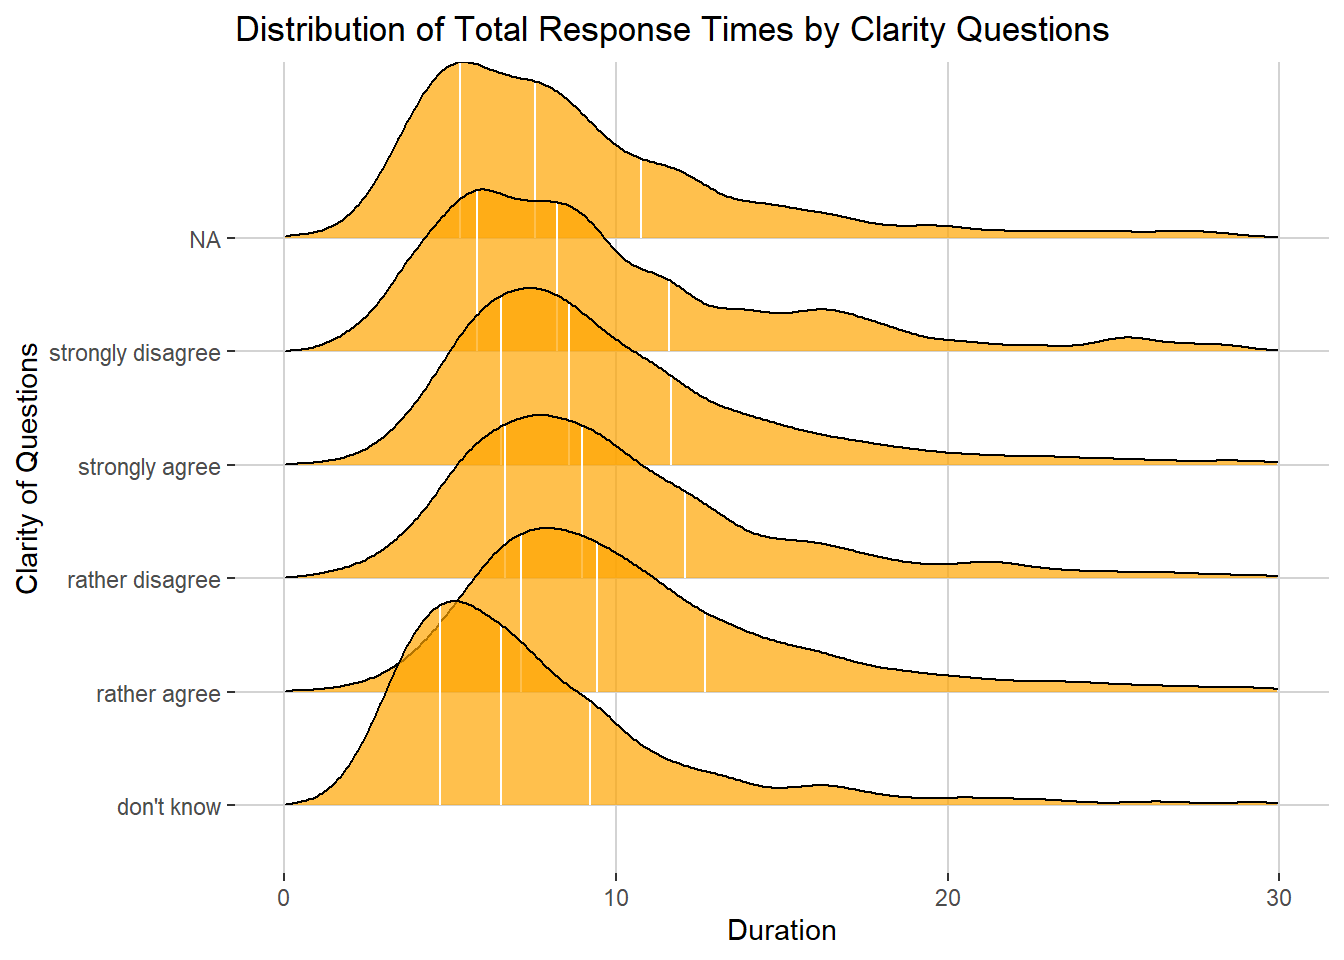 Distribution of Total Response Times by Clarity Questions
Clarity of Questions
NA
strongly disagree
strongly agree
rather disagree
rather agree
don't know
0 10 20 30
Duration